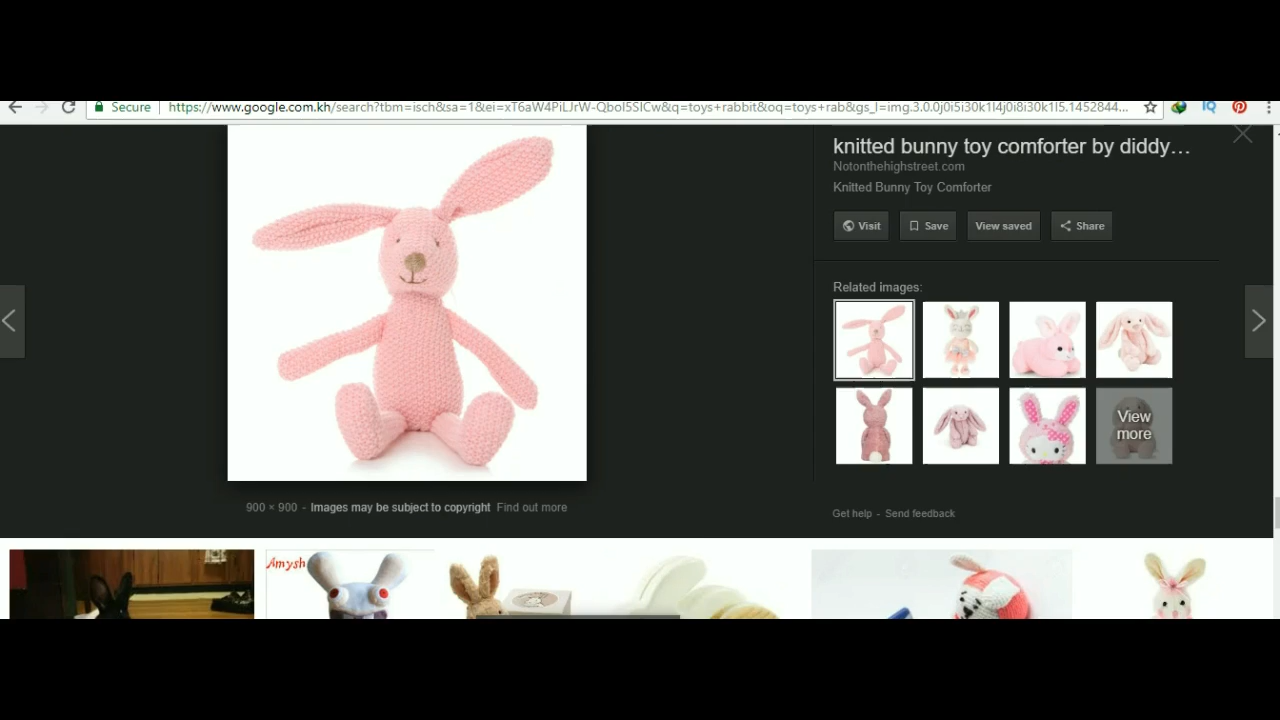 Secure
https://www.google.com.kh/search?tbm=isch&sa=1&ei=xT6aW4PiLJrW-QboI5SICw&q=toys+rabbit&oq=toys+rab&gs_l=img.3.0.0j0i5i30k1l4j0i8i30k1l5.1452844...
knitted bunny toy comforter by diddy…
Notonthehighstreet.com
Knitted Bunny Toy Comforter
Visit
Save
View saved
Share
Related images:
View
more
900 × 900 - Images may be subject to copyright Find out more
Get help - Send feedback
Amysh